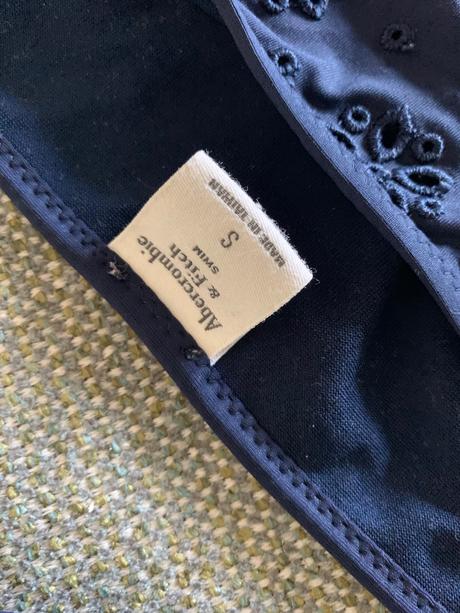 Abercrombie
& Fitch
SWIM
S
MADE IN TAIWAN